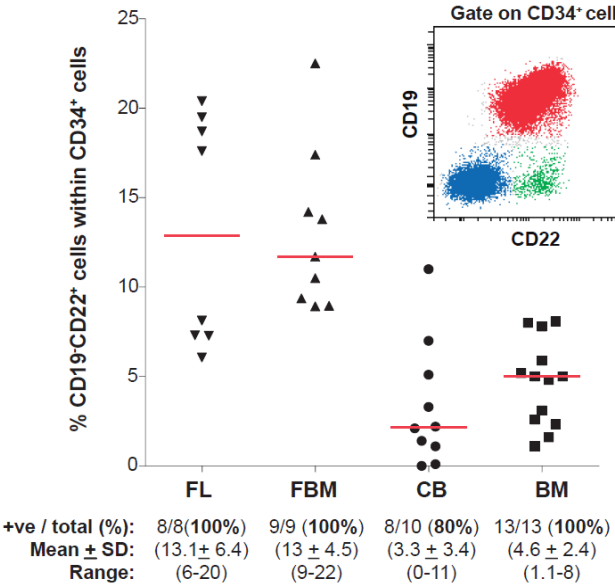 Gate on CD34⁺ cell
CD19
CD22
% CD19⁻CD22⁺ cells within CD34⁺ cells
25
20
15
10
5
0
FL FBM CB BM
+ve / total (%): 8/8(100%) 9/9 (100%) 8/10 (80%) 13/13 (100%)
Mean ± SD: (13.1± 6.4) (13 ± 4.5) (3.3 ± 3.4) (4.6 ± 2.4)
Range: (6-20) (9-22) (0-11) (1.1-8)